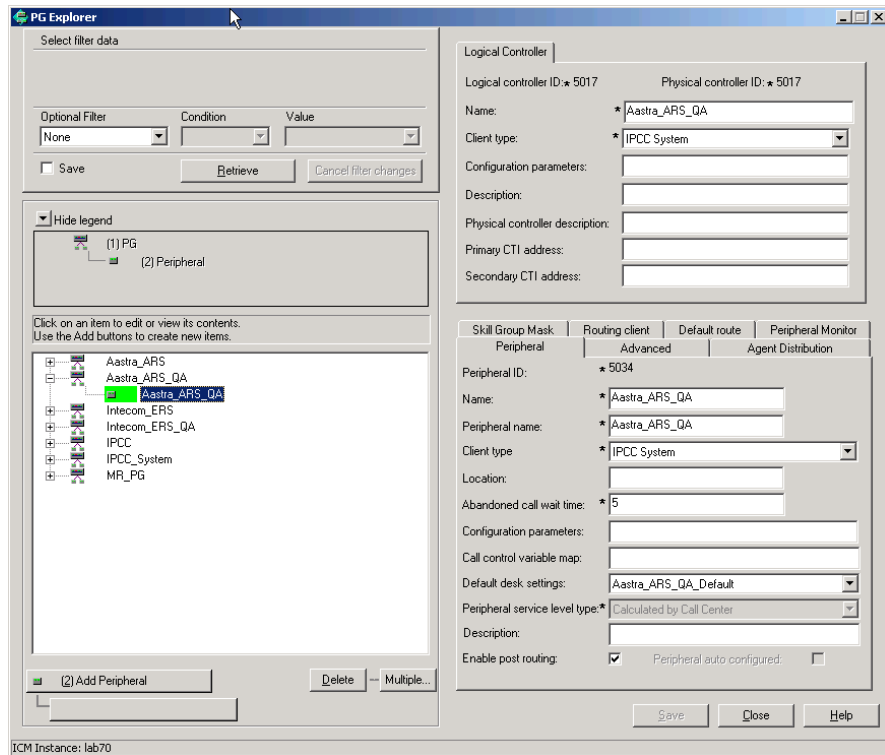 PG Explorer
Select filter data
Optional Filter Condition Value
None
Save Retrieve Cancel filter changes
Hide legend
(1) PG
(2) Peripheral
Click on an item to edit or view its contents.
Use the Add buttons to create new items.
Aastra_ARS
Aastra_ARS_QA
Aastra_ARS_QA
Intecom_ERS
Intecom_ERS_QA
IPCC
IPCC_System
MR_PG
(2) Add Peripheral Delete Multiple...
Logical Controller
Logical controller ID:* 5017 Physical controller ID: * 5017
Name: * Aastra_ARS_QA
Client type: * IPCC System
Configuration parameters:
Description:
Physical controller description:
Primary CTI address:
Secondary CTI address:
Skill Group Mask Routing client Default route Peripheral Monitor
Peripheral Advanced Agent Distribution
Peripheral ID: * 5034
Name: * Aastra_ARS_QA
Peripheral name: * Aastra_ARS_QA
Client type * IPCC System
Location:
Abandoned call wait time: * 5
Configuration parameters:
Call control variable map:
Default desk settings: Aastra_ARS_QA_Default
Peripheral service level type:* Calculated by Call Center
Description:
Enable post routing: Peripheral auto configured:
Save Close Help
ICM Instance: lab70